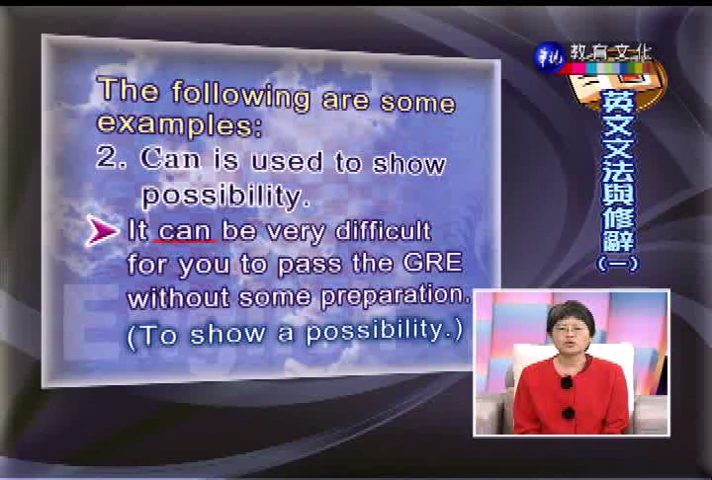 The following are some
examples:
2. Can is used to show
possibility.
It can be very difficult
for you to pass the GRE
without some preparation.
(To show a possibility.)
華視 教育文化
英文文法與修辭(一)